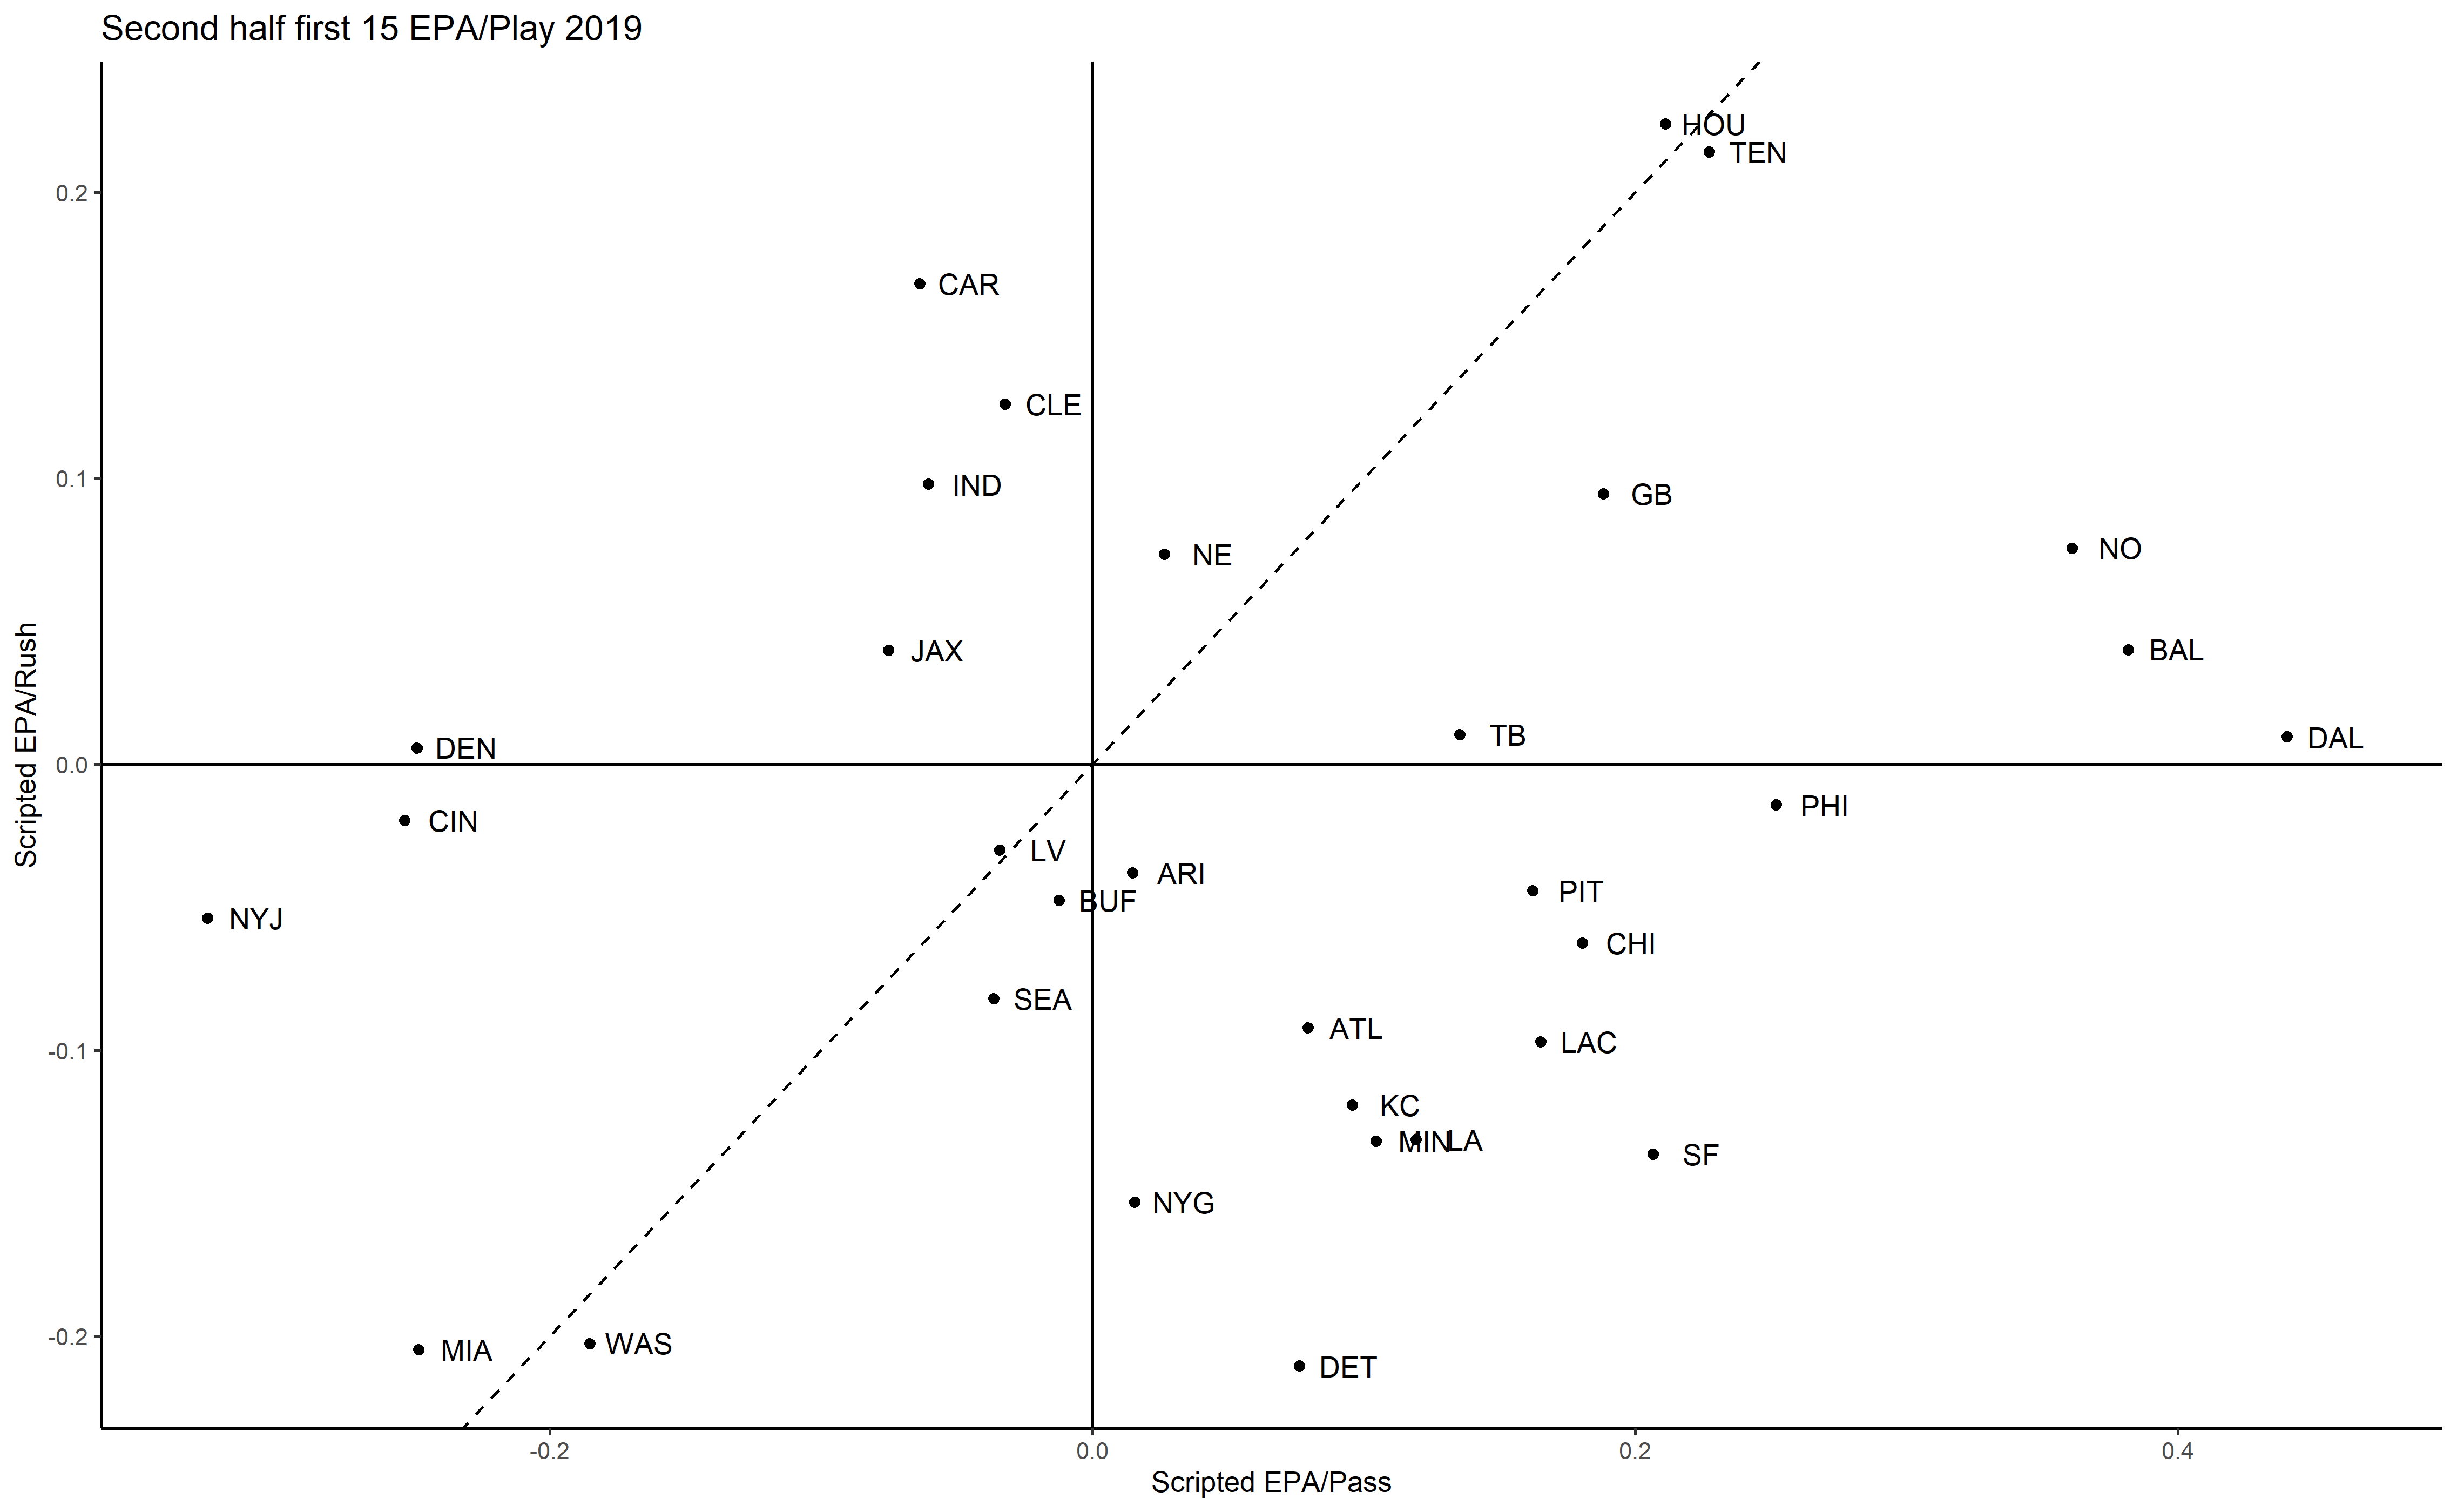 Second half first 15 EPA/Play 2019
HOU
TEN
0.2
CAR
CLE
0.1
IND
GB
NO
NE
JAX
BAL
Scripted EPA/Rush
TB
DAL
DEN
0.0
PHI
CIN
LV
ARI
PIT
BUF
NYJ
CHI
SEA
ATL
LAC
-0.1
KC
MIN
LA
SF
NYG
-0.2
WAS
MIA
DET
-0.2
0.0
0.2
0.4
Scripted EPA/Pass